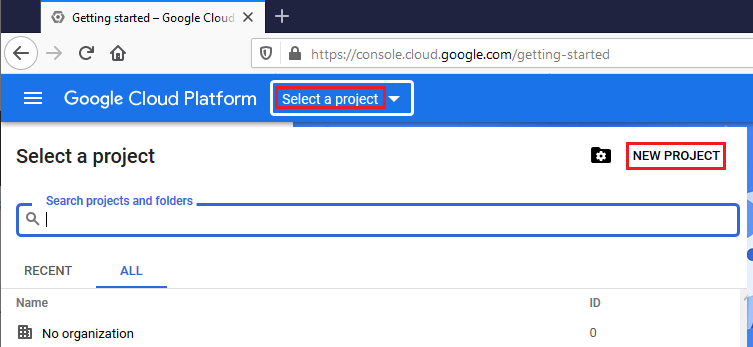 Getting started – Google Cloud
https://console.cloud.google.com/getting-started
Google Cloud Platform Select a project
Select a project NEW PROJECT
Search projects and folders
RECENT ALL
Name ID
No organization 0